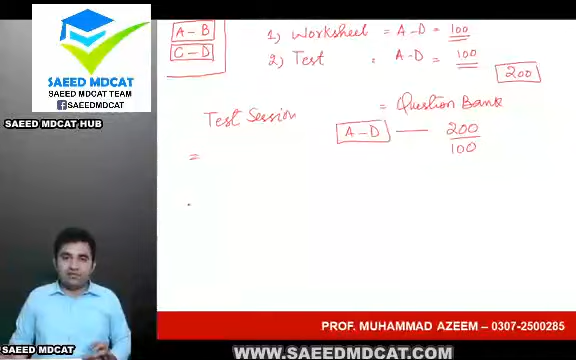 A-B
C-D
1) Worksheet = A-D = 100
2) Test = A-D = 100
200
SAEED MDCAT
SAEED MDCAT TEAM
SAEEDMDCAT
SAEED MDCAT HUB
Test Session = Question Bank
A-D — 200
100
=
PROF. MUHAMMAD AZEEM – 0307-2500285
SAEED MDCAT
WWW.SAEEDMDCAT.COM